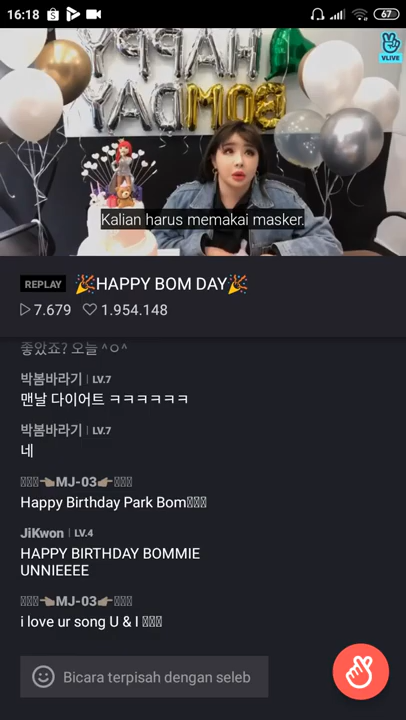 16:18
67
HAPPY
BOM DAY
VLIVE
Kalian harus memakai masker.
REPLAY 🎉HAPPY BOM DAY🎉
7.679 1.954.148
좋았죠? 오늘 ^ㅇ^
박봄바라기 | LV.7
맨날 다이어트 ㅋㅋㅋㅋㅋㅋ
박봄바라기 | LV.7
네
MJ-03
Happy Birthday Park Bom
JiKwon | LV.4
HAPPY BIRTHDAY BOMMIE
UNNIEEEE
MJ-03
i love ur song U & I
Bicara terpisah dengan seleb